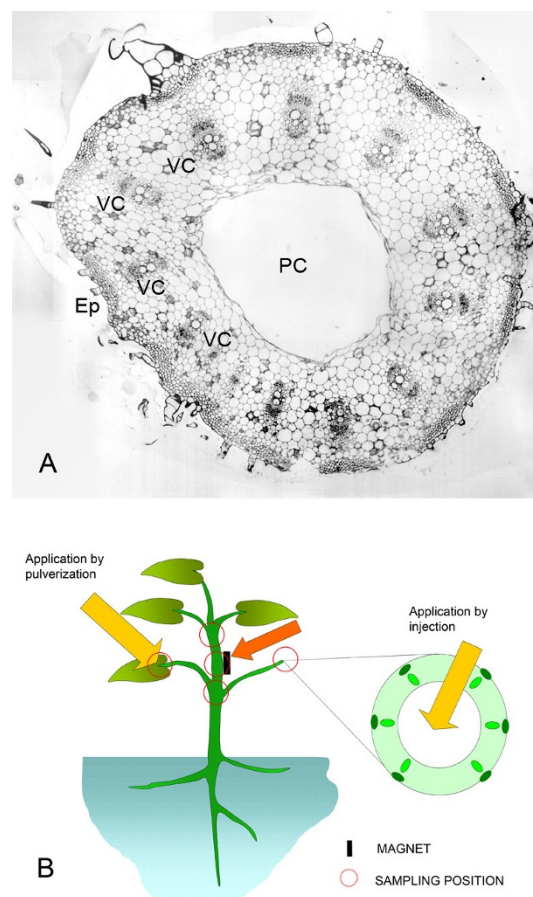 VC
VC
PC
VC
Ep
VC
A
Application by
pulverization
Application by
injection
MAGNET
SAMPLING POSITION
B